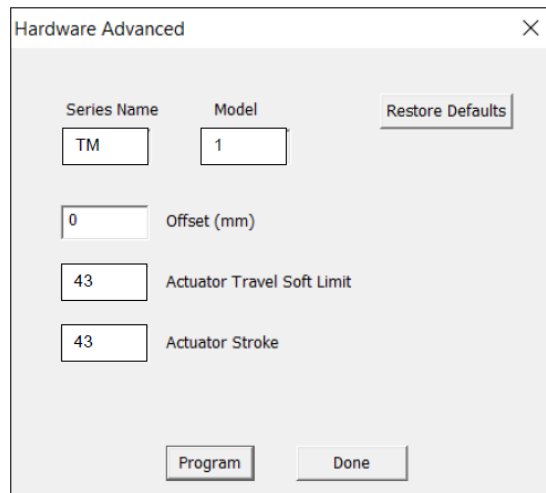 Hardware Advanced
Series Name Model Restore Defaults
TM 1
0 Offset (mm)
43 Actuator Travel Soft Limit
43 Actuator Stroke
Program Done